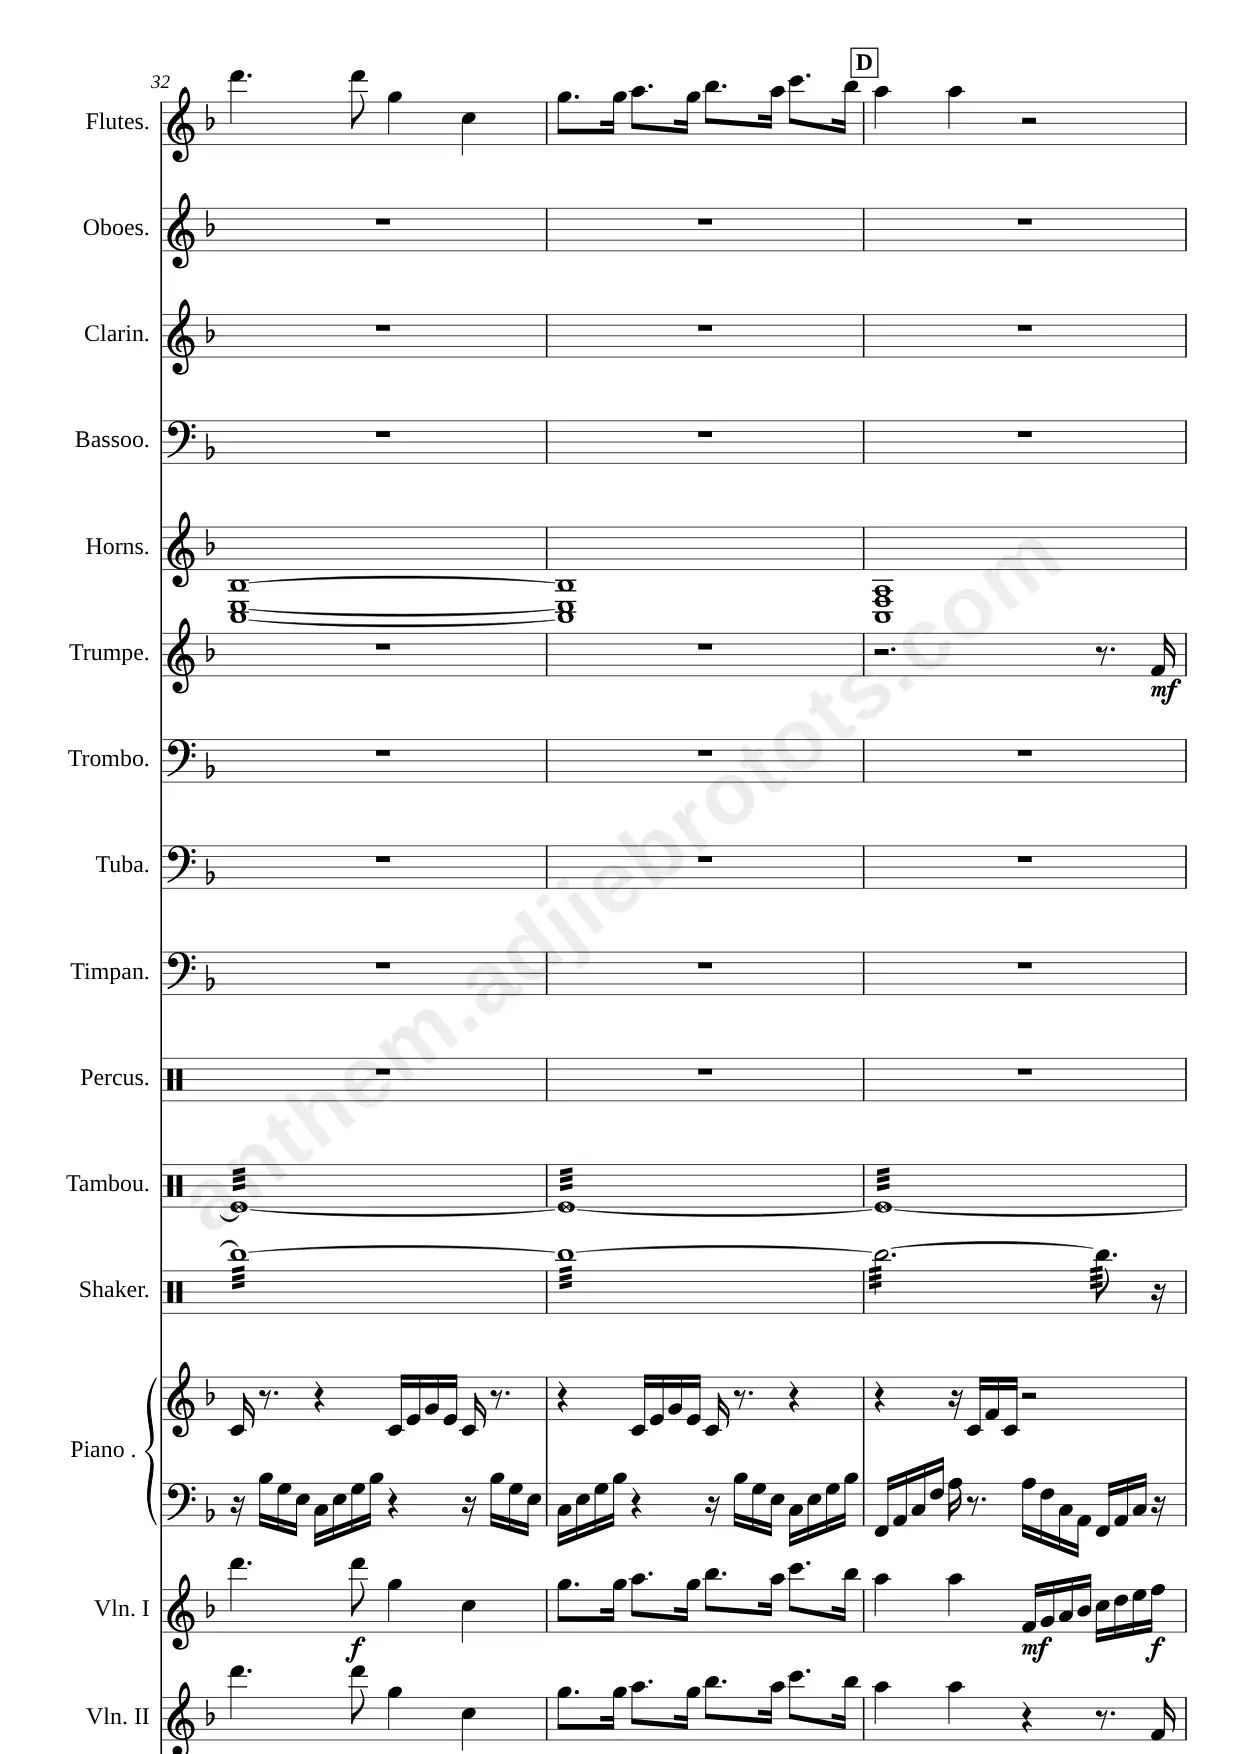 D
32
Flutes.
Oboes.
Clarin.
Bassoo.
Horns.
Trumpe.
mf
Trombo.
Tuba.
Timpan.
Percus.
Tambou.
Shaker.
Piano .
Vln. I
f mf f
Vln. II
anthem.adjiebrotots.com